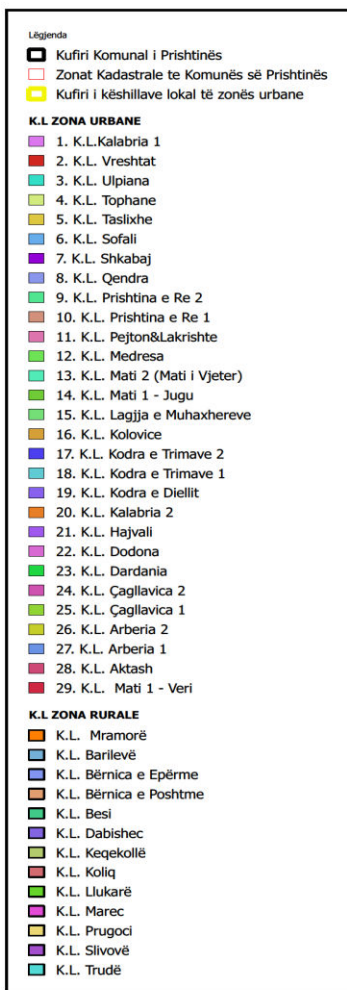 Lëgjenda
Kufiri Komunal i Prishtinës
Zonat Kadastrale te Komunës së Prishtinës
Kufiri i këshillave lokal të zonës urbane
K.L ZONA URBANE
1. K.L.Kalabria 1
2. K.L. Vreshtat
3. K.L. Ulpiana
4. K.L. Tophane
5. K.L. Taslixhe
6. K.L. Sofali
7. K.L. Shkabaj
8. K.L. Qendra
9. K.L. Prishtina e Re 2
10. K.L. Prishtina e Re 1
11. K.L. Pejton&Lakrishte
12. K.L. Medresa
13. K.L. Mati 2 (Mati i Vjeter)
14. K.L. Mati 1 - Jugu
15. K.L. Lagjja e Muhaxhereve
16. K.L. Kolovice
17. K.L. Kodra e Trimave 2
18. K.L. Kodra e Trimave 1
19. K.L. Kodra e Diellit
20. K.L. Kalabria 2
21. K.L. Hajvali
22. K.L. Dodona
23. K.L. Dardania
24. K.L. Çagllavica 2
25. K.L. Çagllavica 1
26. K.L. Arberia 2
27. K.L. Arberia 1
28. K.L. Aktash
29. K.L. Mati 1 - Veri
K.L ZONA RURALE
K.L. Mramorë
K.L. Barilevë
K.L. Bërnica e Epërme
K.L. Bërnica e Poshtme
K.L. Besi
K.L. Dabishec
K.L. Keqekollë
K.L. Koliq
K.L. Llukarë
K.L. Marec
K.L. Prugoci
K.L. Slivovë
K.L. Trudë